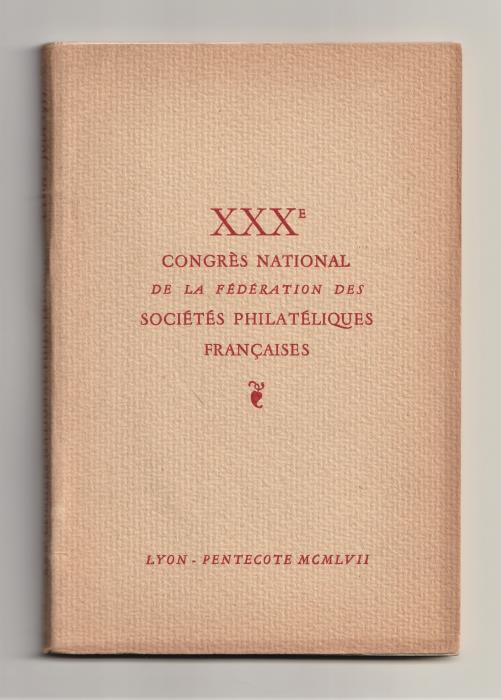 XXXE
CONGRÈS NATIONAL
DE LA FÉDÉRATION DES
SOCIÉTÉS PHILATÉLIQUES
FRANÇAISES
LYON - PENTECOTE MCMLVII